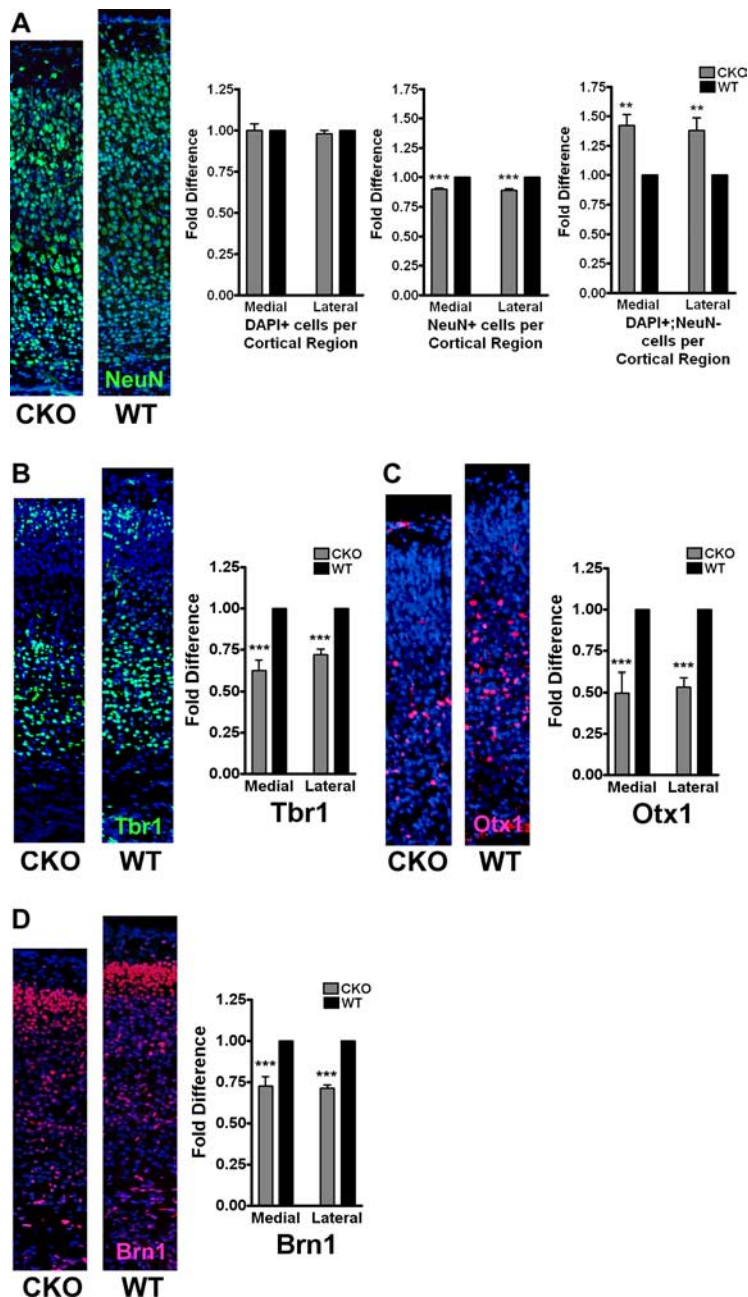 A
NeuN
CKO WT
Fold Difference
1.25
1.00
0.75
0.50
0.25
0.00
Medial Lateral
DAPI+ cells per
Cortical Region
Fold Difference
1.75
1.50
1.25
1.00
0.75
0.50
0.25
0.00
*** ***
Medial Lateral
NeuN+ cells per
Cortical Region
CKO
WT
Fold Difference
1.75
1.50
1.25
1.00
0.75
0.50
0.25
0.00
** **
Medial Lateral
DAPI+;NeuN-
cells per
Cortical Region
B
Tbr1
CKO WT
CKO
WT
Fold Difference
1.25
1.00
0.75
0.50
0.25
0.00
*** ***
Medial Lateral
Tbr1
C
Otx1
CKO WT
CKO
WT
Fold Difference
1.25
1.00
0.75
0.50
0.25
0.00
*** ***
Medial Lateral
Otx1
D
Brn1
CKO WT
CKO
WT
Fold Difference
1.25
1.00
0.75
0.50
0.25
0.00
*** ***
Medial Lateral
Brn1